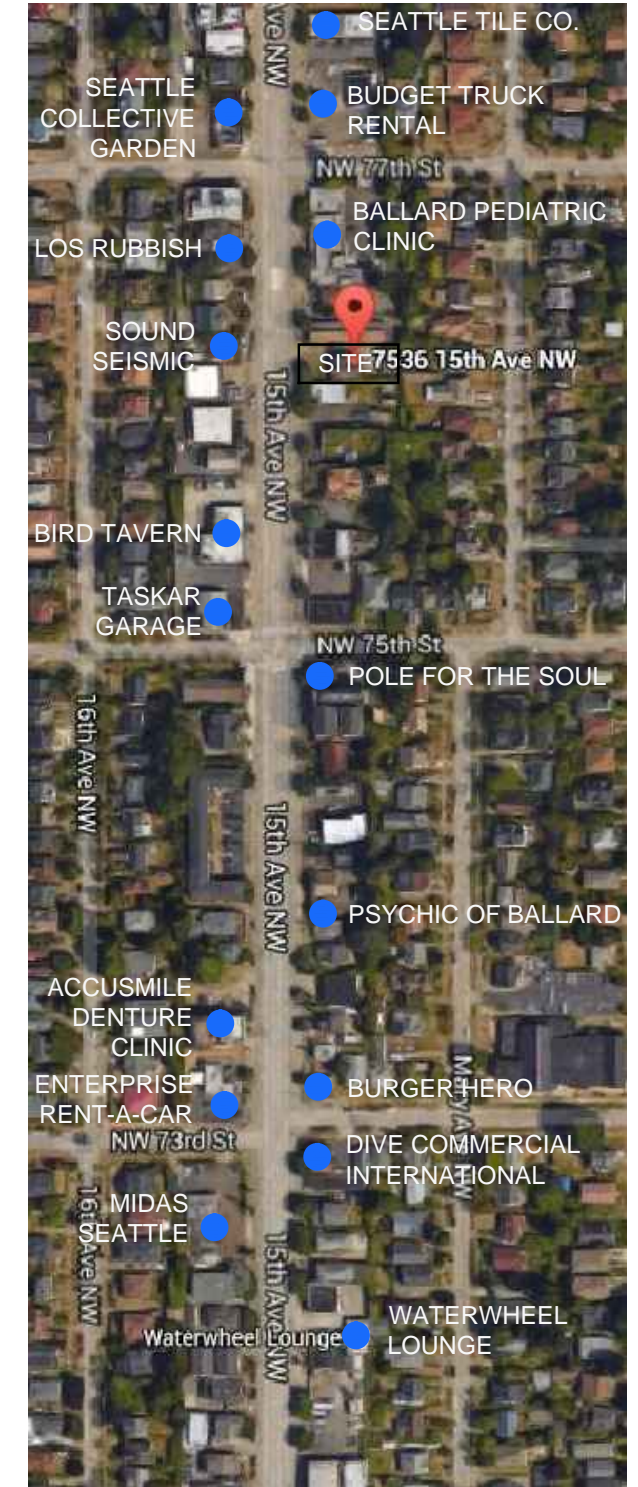 SEATTLE TILE CO.
Ave NW
SEATTLE
COLLECTIVE
GARDEN
BUDGET TRUCK
RENTAL
NW 77th St
BALLARD PEDIATRIC
CLINIC
LOS RUBBISH
SOUND
SEISMIC
SITE
7536 15th Ave NW
15th Ave NW
BIRD TAVERN
TASKAR
GARAGE
NW 75th St
POLE FOR THE SOUL
16th Ave NW
15th Ave NW
PSYCHIC OF BALLARD
ACCUSMILE
DENTURE
CLINIC
ENTERPRISE
RENT-A-CAR
BURGER HERO
NW 73rd St
DIVE COMMERCIAL
INTERNATIONAL
MIDAS
SEATTLE
16th Ave NW
15th Ave NW
WATERWHEEL
LOUNGE
Waterwheel Lounge